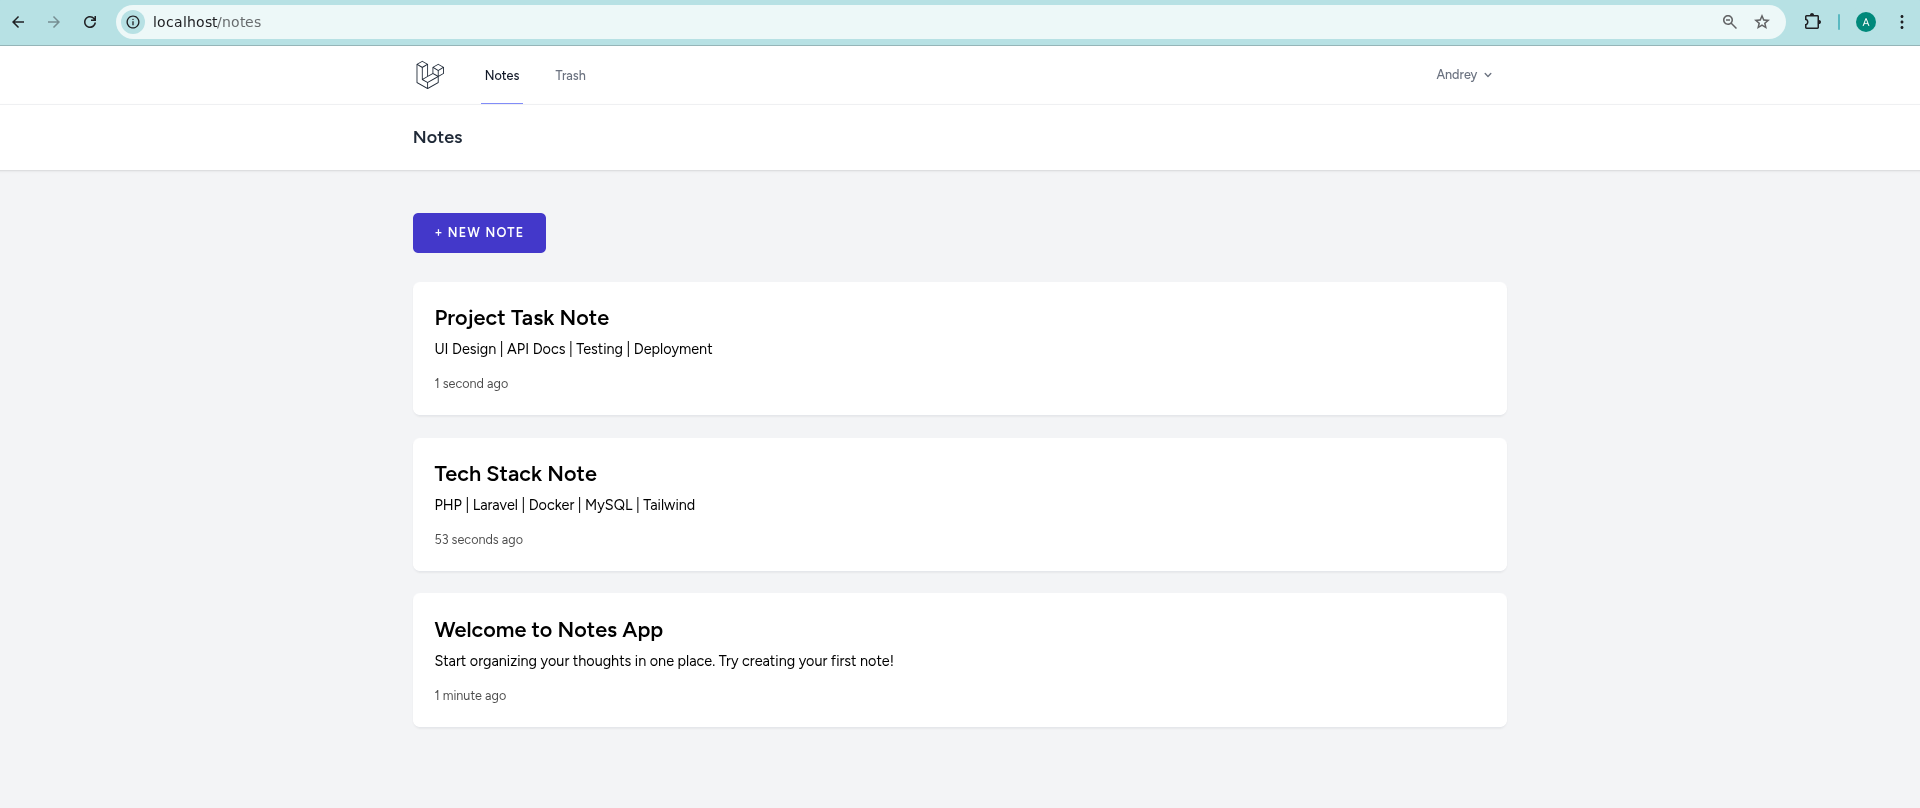 localhost/notes
A
Notes
Trash
Andrey
Notes
+ NEW NOTE
Project Task Note
UI Design | API Docs | Testing | Deployment
1 second ago
Tech Stack Note
PHP | Laravel | Docker | MySQL | Tailwind
53 seconds ago
Welcome to Notes App
Start organizing your thoughts in one place. Try creating your first note!
1 minute ago